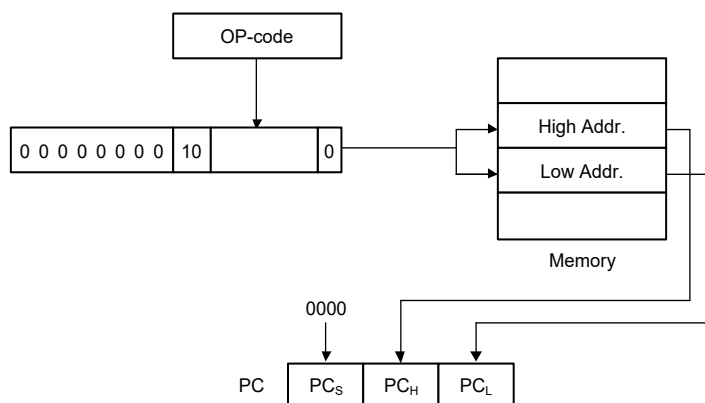 OP-code
0 0 0 0 0 0 0 0 10 0
High Addr.
Low Addr.
Memory
0000
PC PCS PCH PCL